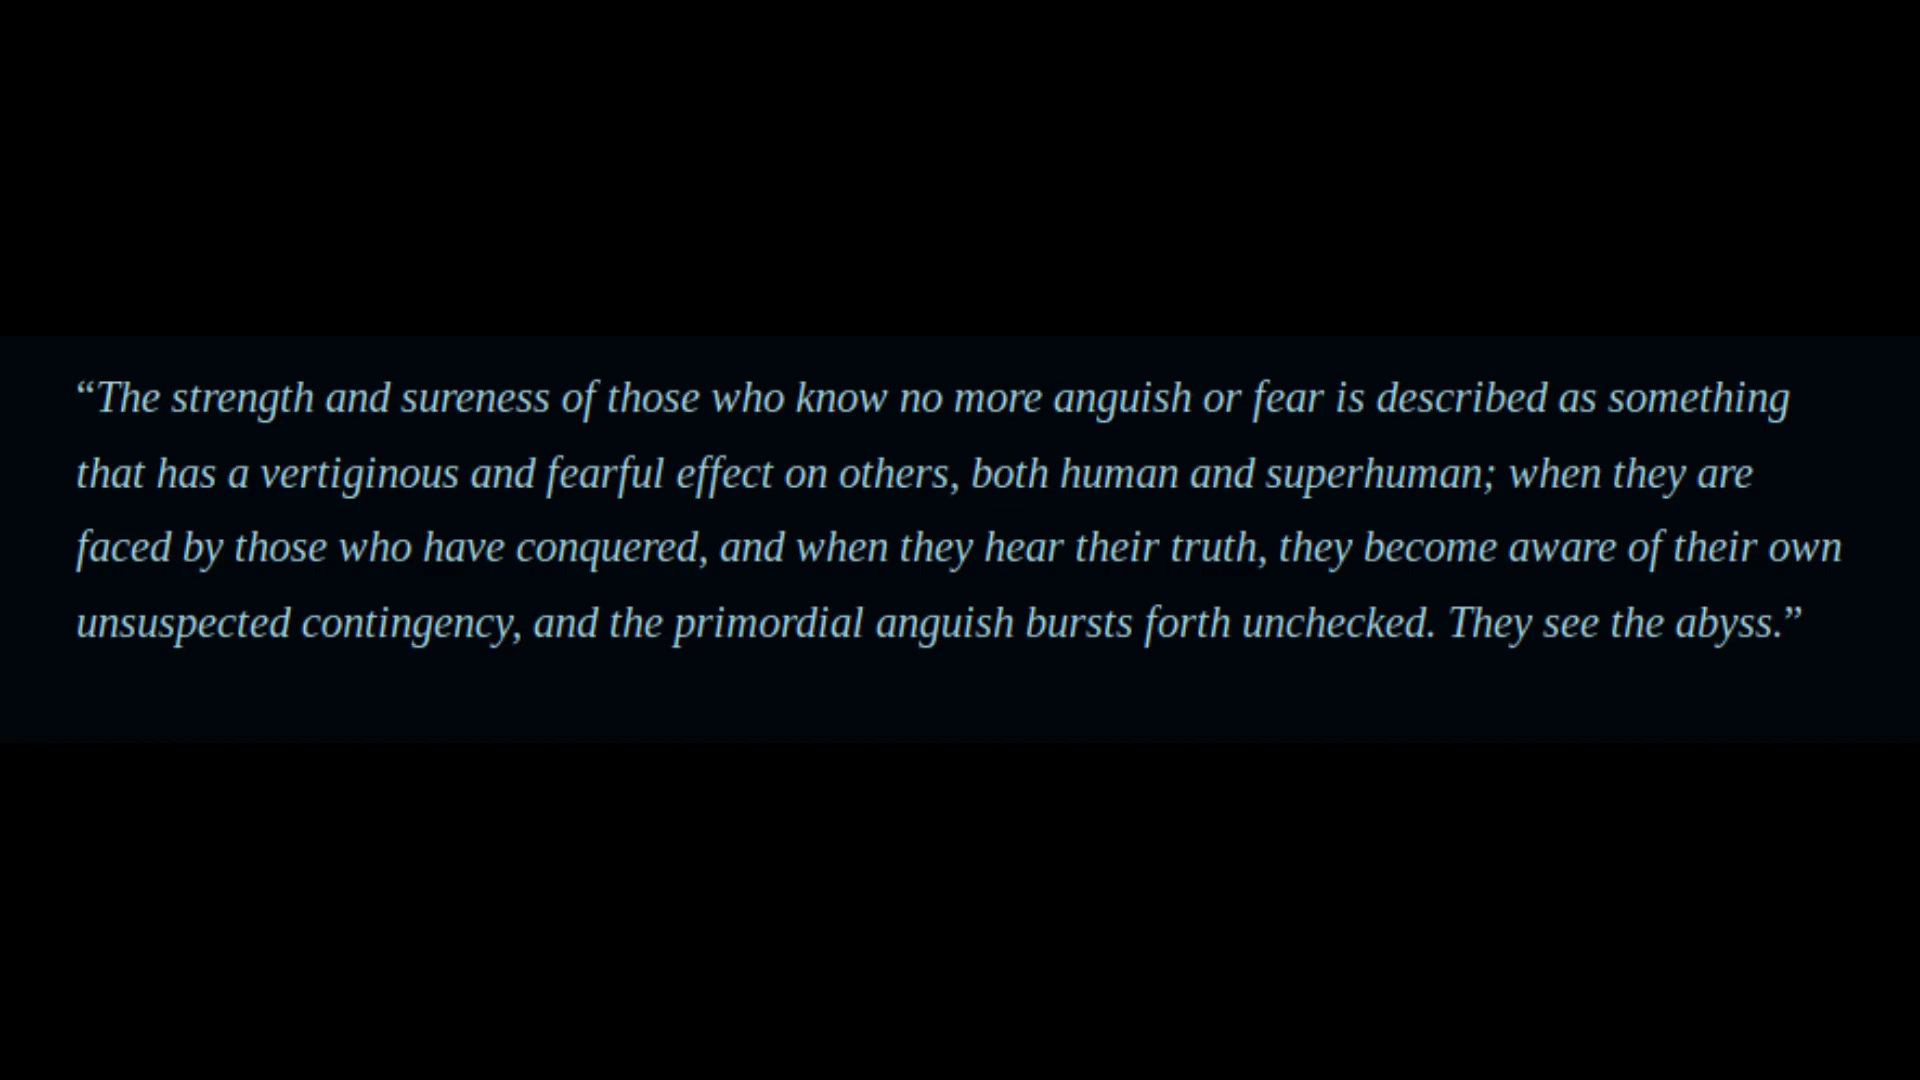 “The strength and sureness of those who know no more anguish or fear is described as something
that has a vertiginous and fearful effect on others, both human and superhuman; when they are
faced by those who have conquered, and when they hear their truth, they become aware of their own
unsuspected contingency, and the primordial anguish bursts forth unchecked. They see the abyss.”